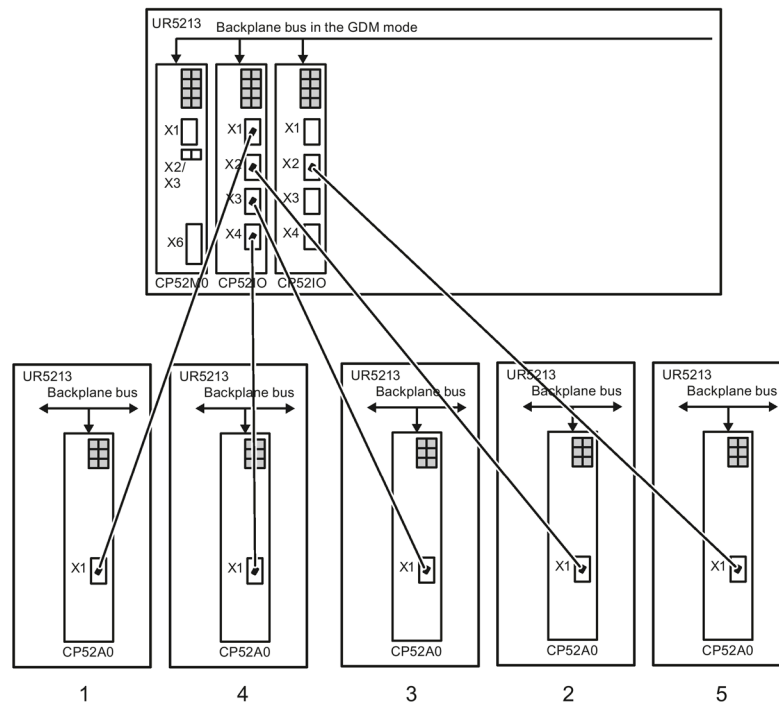 UR5213
Backplane bus in the GDM mode
X1 X1 X1
X2/ X2 X2
X3 X3 X3
X6 X4 X4
CP52M0 CP52IO CP52IO
UR5213 UR5213 UR5213 UR5213 UR5213
Backplane bus Backplane bus Backplane bus Backplane bus Backplane bus
X1 X1 X1 X1 X1
CP52A0 CP52A0 CP52A0 CP52A0 CP52A0
1 4 3 2 5